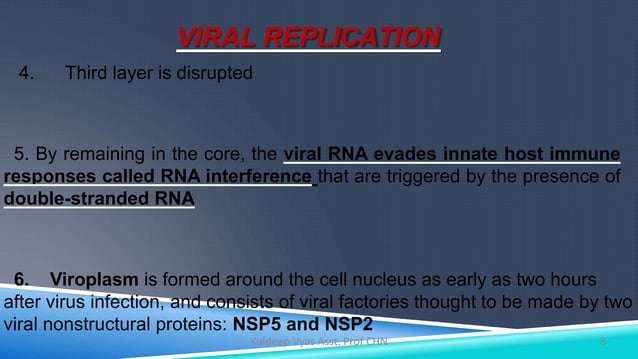 VIRAL REPLICATION
4. Third layer is disrupted
5. By remaining in the core, the viral RNA evades innate host immune
responses called RNA interference that are triggered by the presence of
double-stranded RNA
6. Viroplasm is formed around the cell nucleus as early as two hours
after virus infection, and consists of viral factories thought to be made by two
viral nonstructural proteins: NSP5 and NSP2
Kuldeep Vyas Asst. Prof CHN
8